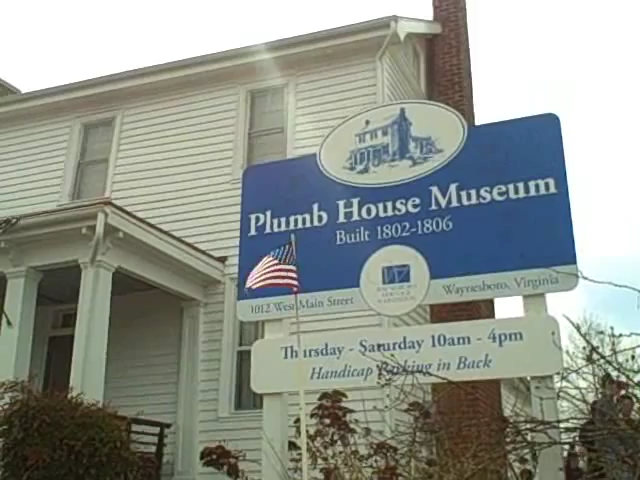 Plumb House Museum
Built 1802-1806
1012 West Main Street
W
Waynesboro, Virginia
Thursday - Saturday 10am - 4pm
Handicap Parking in Back